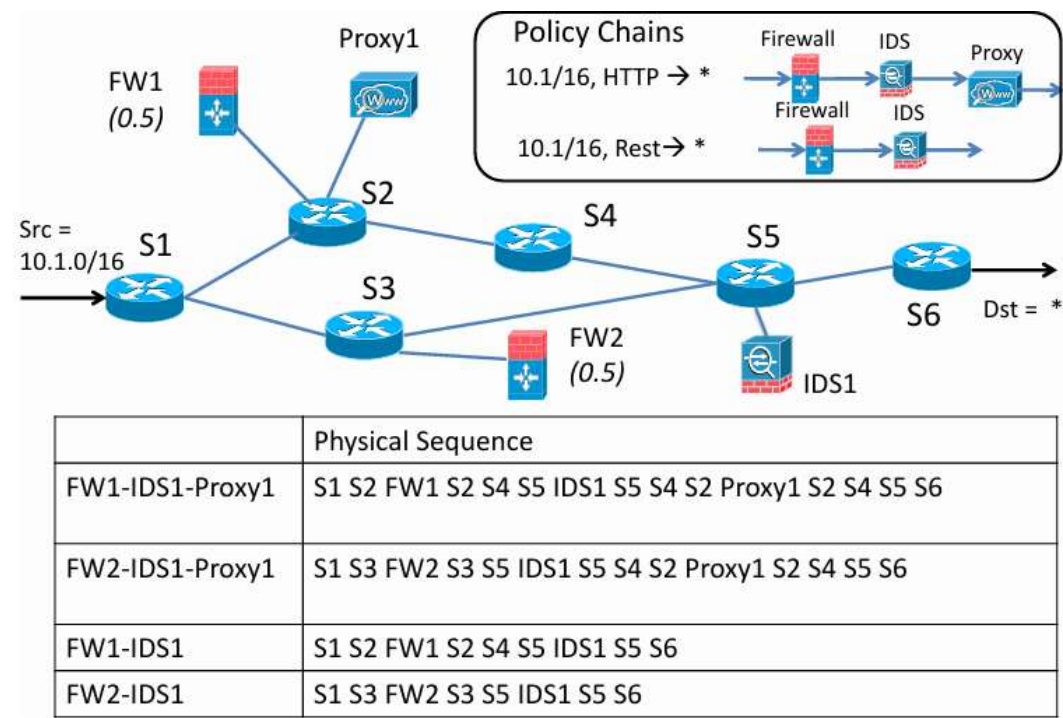 Policy Chains
Firewall IDS Proxy
10.1/16, HTTP → *
Www
Firewall IDS
10.1/16, Rest→ *
Proxy1
FW1
(0.5)
Www
S2
S4
Src =
10.1.0/16
S1
S5
S3
S6
Dst = *
FW2
(0.5)
IDS1
Physical Sequence
FW1-IDS1-Proxy1 S1 S2 FW1 S2 S4 S5 IDS1 S5 S4 S2 Proxy1 S2 S4 S5 S6
FW2-IDS1-Proxy1 S1 S3 FW2 S3 S5 IDS1 S5 S4 S2 Proxy1 S2 S4 S5 S6
FW1-IDS1 S1 S2 FW1 S2 S4 S5 IDS1 S5 S6
FW2-IDS1 S1 S3 FW2 S3 S5 IDS1 S5 S6